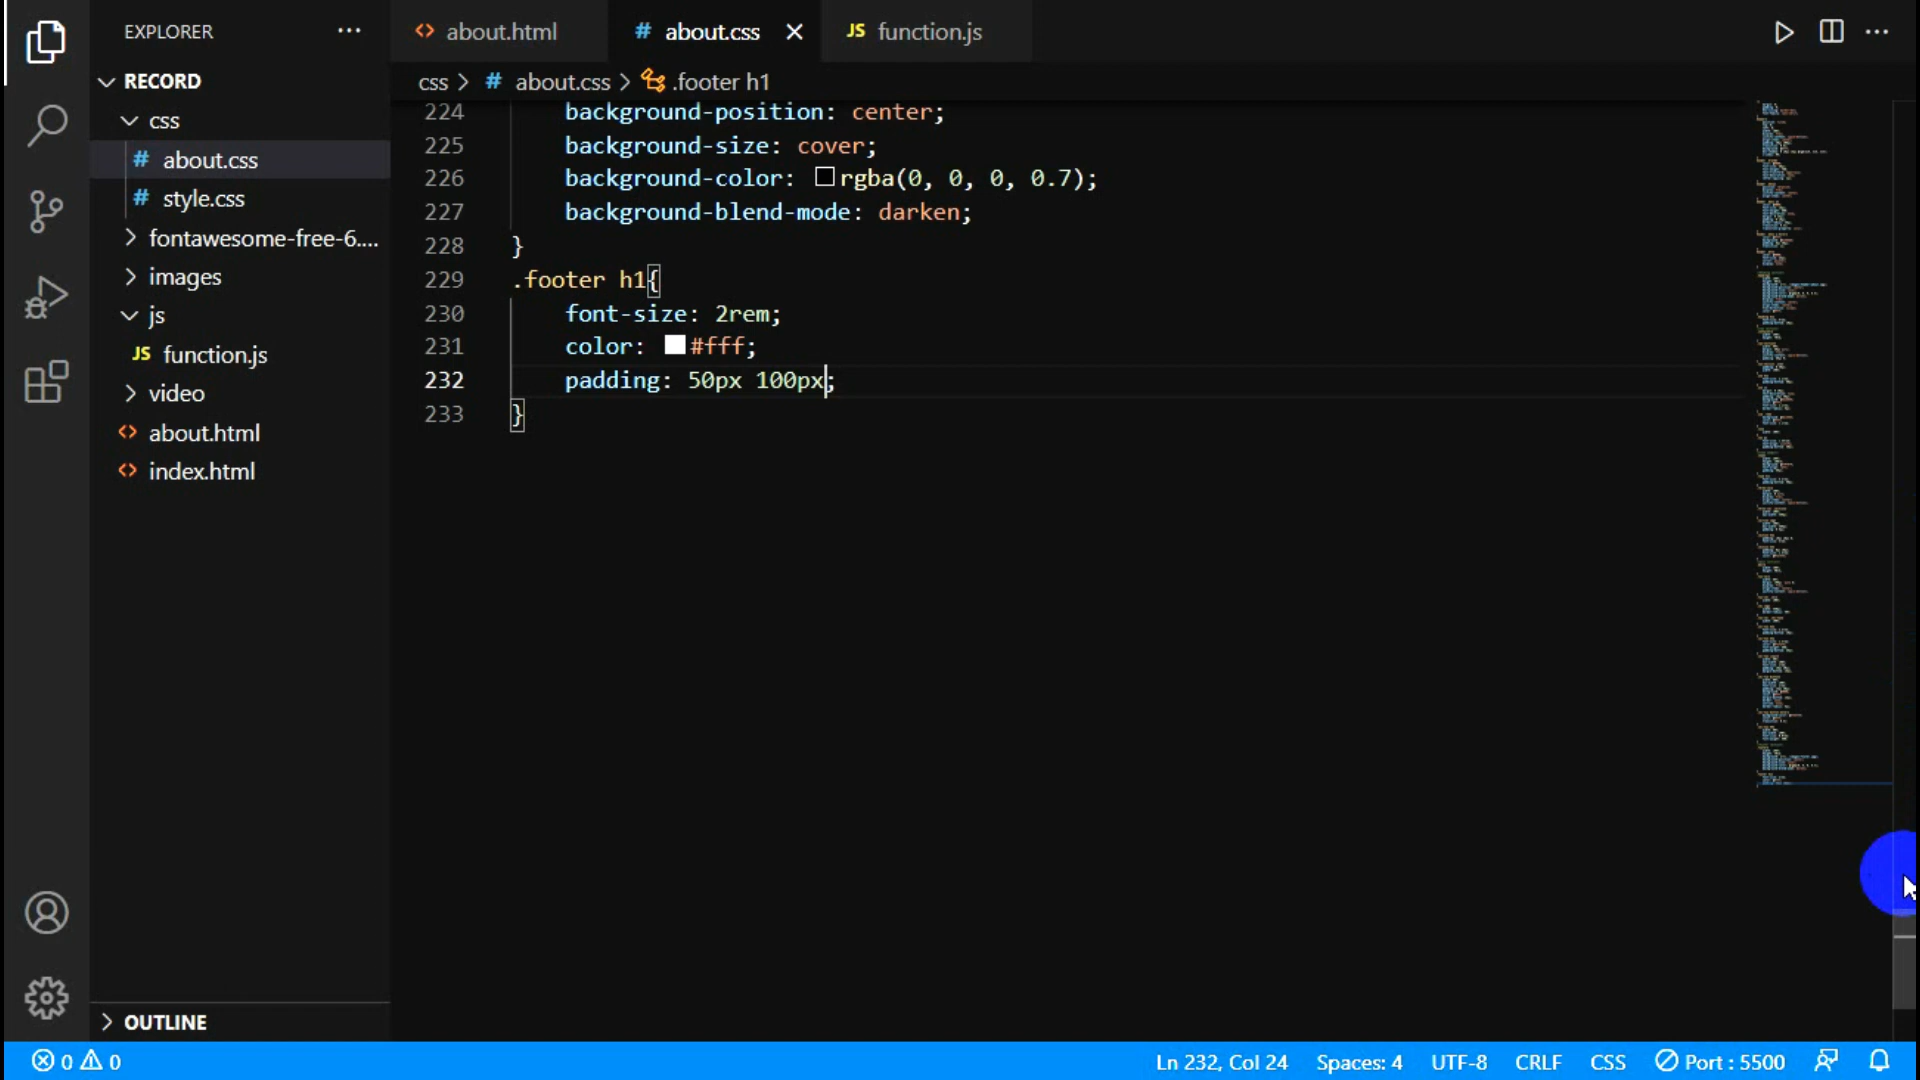 EXPLORER
RECORD
css
about.css
style.css
fontawesome-free-6....
images
js
JS function.js
video
about.html
index.html
OUTLINE
<> about.html
# about.css
JS function.js
css > # about.css > .footer h1
224 background-position: center;
225 background-size: cover;
226 background-color: rgba(0, 0, 0, 0.7);
227 background-blend-mode: darken;
228 }
229 .footer h1{
230 font-size: 2rem;
231 color: #fff;
232 padding: 50px 100px;
233 }
0 0
Ln 232, Col 24 Spaces: 4 UTF-8 CRLF CSS Port : 5500